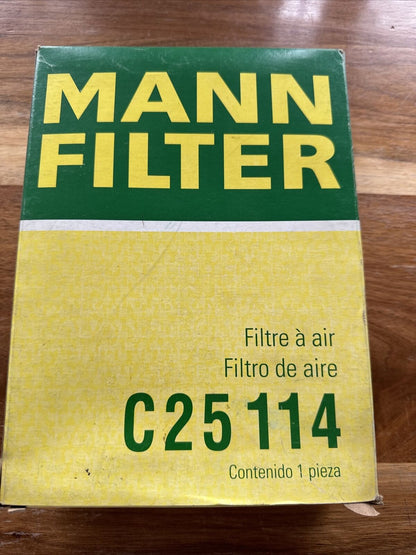 MANN
FILTER
Filtre à air
Filtro de aire
C 25 114
Contenido 1 pieza